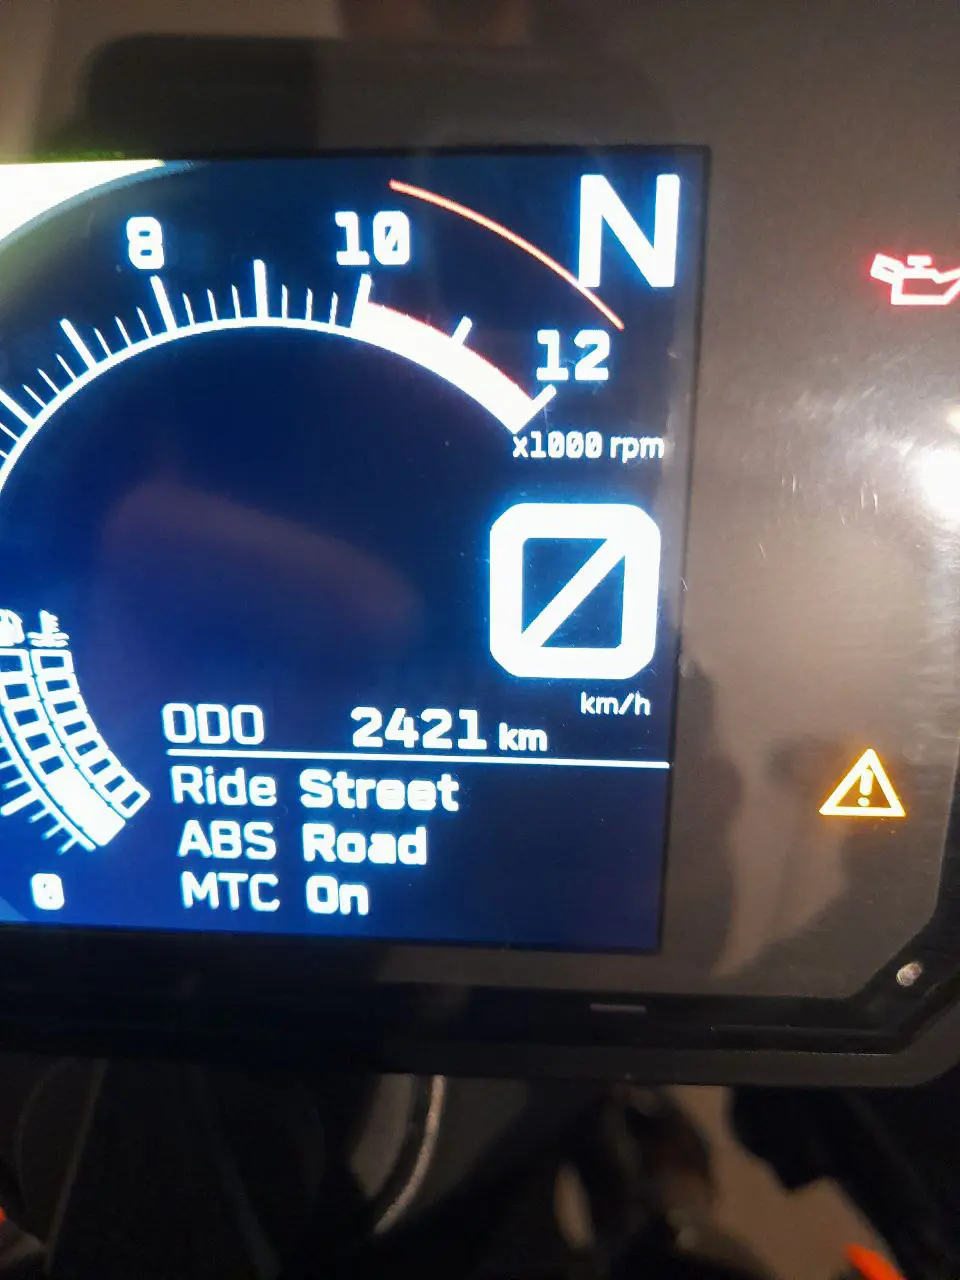 N
8
10
12
x1000 rpm
0
km/h
ODO 2421 km
Ride Street
ABS Road
MTC On
0